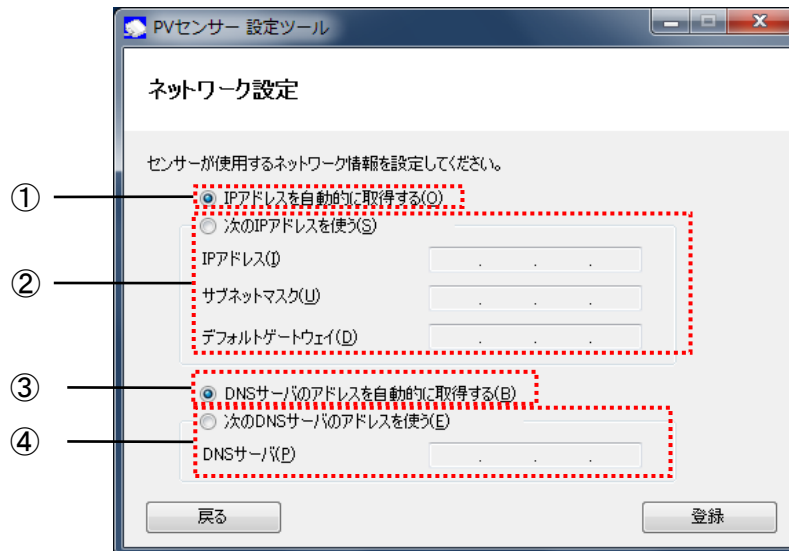 PVセンサー 設定ツール
ネットワーク設定
センサーが使用するネットワーク情報を設定してください。
① IPアドレスを自動的に取得する(O)
次のIPアドレスを使う(S)
IPアドレス(I) . . .
② サブネットマスク(U) . . .
デフォルトゲートウェイ(D) . . .
③ DNSサーバのアドレスを自動的に取得する(B)
次のDNSサーバのアドレスを使う(E)
④ DNSサーバ(P) . . .
戻る 登録